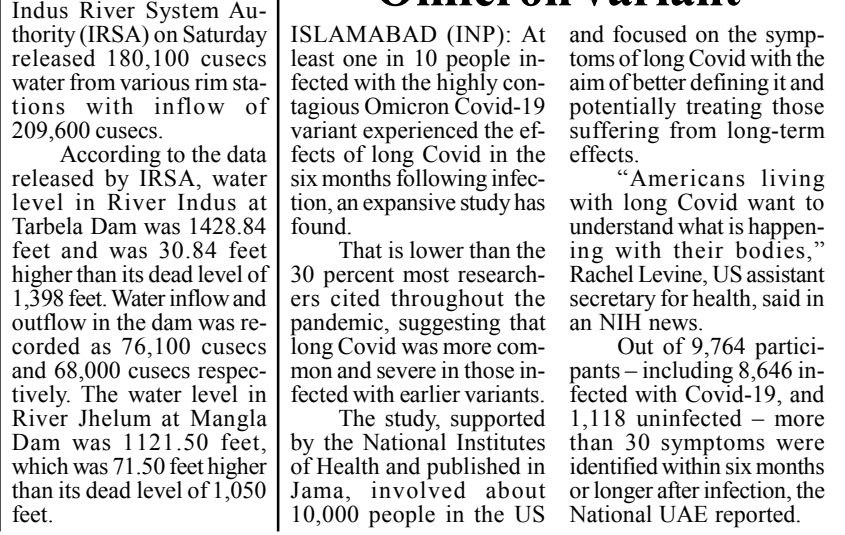 Indus River System Au-
thority (IRSA) on Saturday
released 180,100 cusecs
water from various rim sta-
tions with inflow of
209,600 cusecs.
According to the data
released by IRSA, water
level in River Indus at
Tarbela Dam was 1428.84
feet and was 30.84 feet
higher than its dead level of
1,398 feet. Water inflow and
outflow in the dam was re-
corded as 76,100 cusecs
and 68,000 cusecs respec-
tively. The water level in
River Jhelum at Mangla
Dam was 1121.50 feet,
which was 71.50 feet higher
than its dead level of 1,050
feet.
Omicron variant
ISLAMABAD (INP): At
least one in 10 people in-
fected with the highly con-
tagious Omicron Covid-19
variant experienced the ef-
fects of long Covid in the
six months following infec-
tion, an expansive study has
found.
That is lower than the
30 percent most research-
ers cited throughout the
pandemic, suggesting that
long Covid was more com-
mon and severe in those in-
fected with earlier variants.
The study, supported
by the National Institutes
of Health and published in
Jama, involved about
10,000 people in the US
and focused on the symp-
toms of long Covid with the
aim of better defining it and
potentially treating those
suffering from long-term
effects.
“Americans living
with long Covid want to
understand what is happen-
ing with their bodies,”
Rachel Levine, US assistant
secretary for health, said in
an NIH news.
Out of 9,764 partici-
pants – including 8,646 in-
fected with Covid-19, and
1,118 uninfected – more
than 30 symptoms were
identified within six months
or longer after infection, the
National UAE reported.